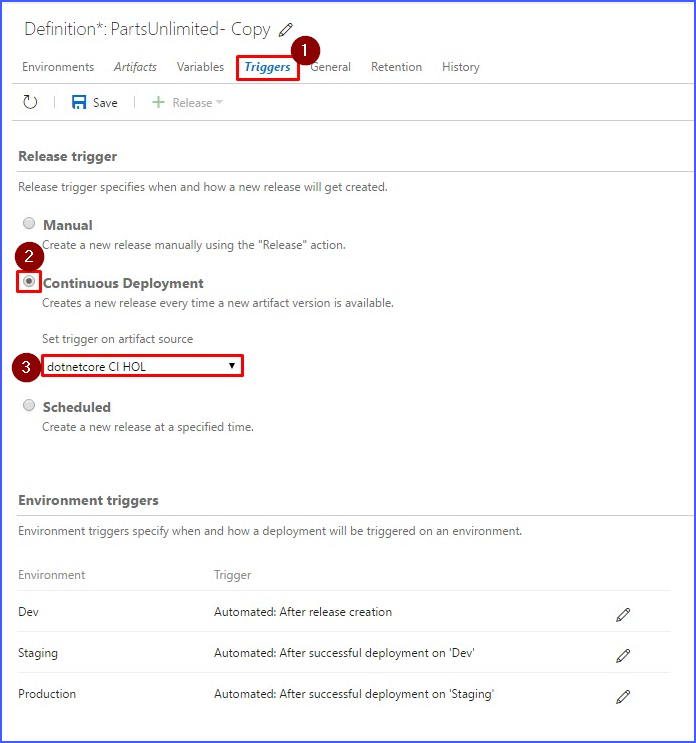 Definition*: PartsUnlimited- Copy
1
Environments Artifacts Variables Triggers General Retention History
Save + Release
Release trigger
Release trigger specifies when and how a new release will get created.
Manual
Create a new release manually using the "Release" action.
2
Continuous Deployment
Creates a new release every time a new artifact version is available.
Set trigger on artifact source
3 dotnetcore CI HOL
Scheduled
Create a new release at a specified time.
Environment triggers
Environment triggers specify when and how a deployment will be triggered on an environment.
Environment Trigger
Dev Automated: After release creation
Staging Automated: After successful deployment on 'Dev'
Production Automated: After successful deployment on 'Staging'